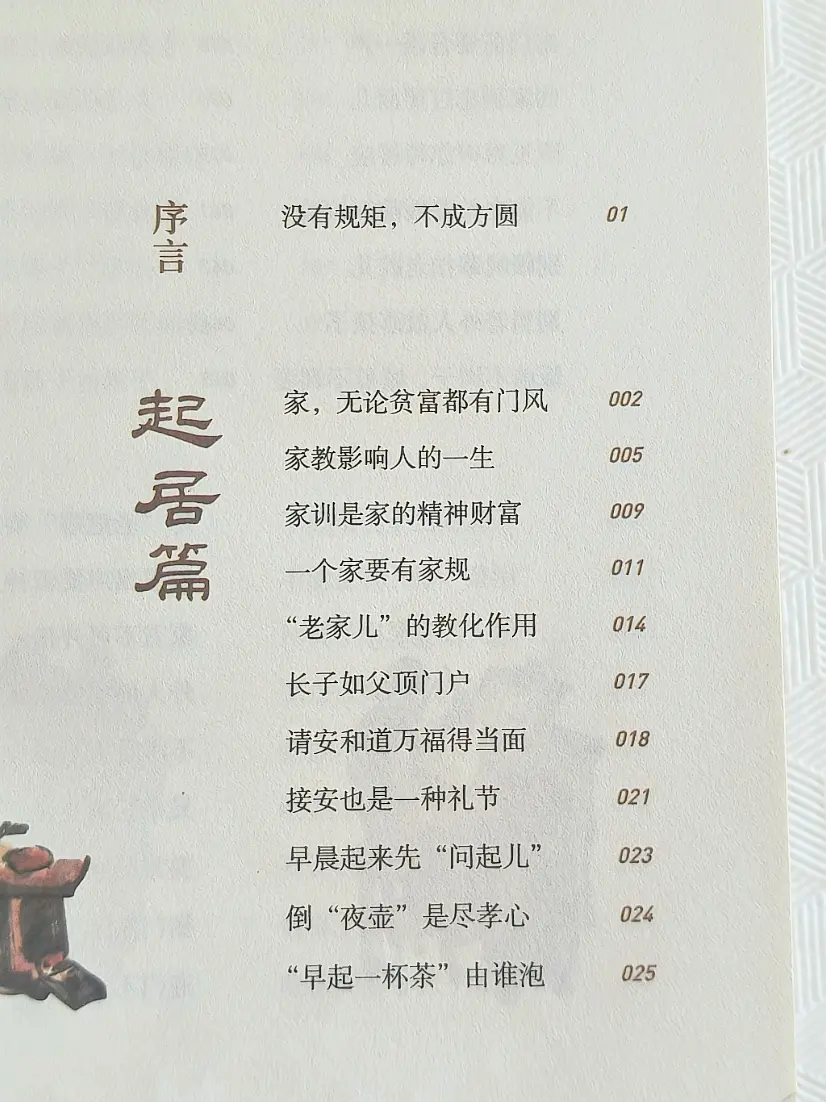 序言
没有规矩，不成方圆 01
起居篇
家，无论贫富都有门风 002
家教影响人的一生 005
家训是家的精神财富 009
一个家要有家规 011
“老家儿”的教化作用 014
长子如父顶门户 017
请安和道万福得当面 018
接安也是一种礼节 021
早晨起来先“问起儿” 023
倒“夜壶”是尽孝心 024
“早起一杯茶”由谁泡 025